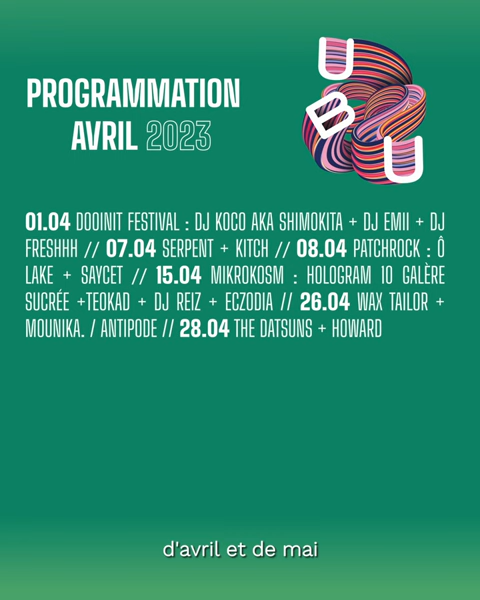 PROGRAMMATION
AVRIL 2023
U
B
U
01.04 DOOINIT FESTIVAL : DJ KOCO AKA SHIMOKITA + DJ EMII + DJ
FRESHHH // 07.04 SERPENT + KITCH // 08.04 PATCHROCK : Ô
LAKE + SAYCET // 15.04 MIKROKOSM : HOLOGRAM 10 GALÈRE
SUCRÉE +TEOKAD + DJ REIZ + ECZODIA // 26.04 WAX TAILOR +
MOUNIKA. / ANTIPODE // 28.04 THE DATSUNS + HOWARD
d'avril et de mai